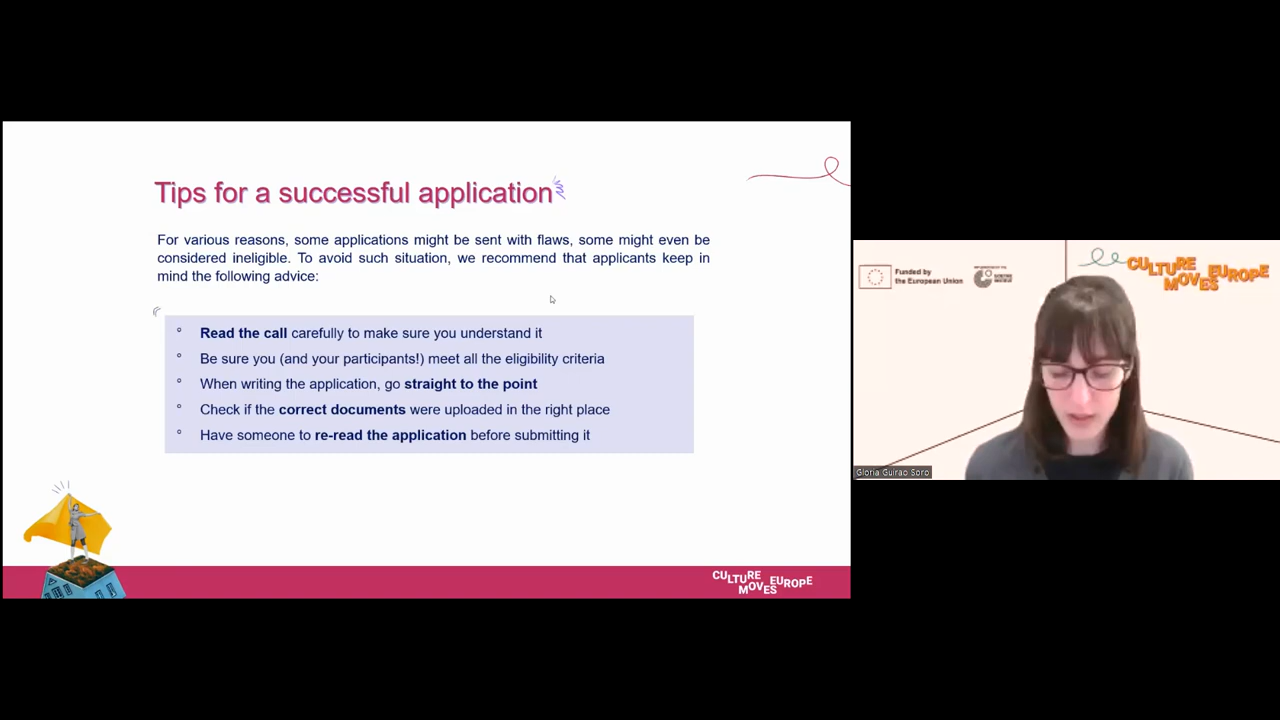 Tips for a successful application
For various reasons, some applications might be sent with flaws, some might even be
considered ineligible. To avoid such situation, we recommend that applicants keep in
mind the following advice:
° Read the call carefully to make sure you understand it
° Be sure you (and your participants!) meet all the eligibility criteria
° When writing the application, go straight to the point
° Check if the correct documents were uploaded in the right place
° Have someone to re-read the application before submitting it
CULTURE
MOVES EUROPE
Funded by
the European Union
CULTURE
MOVES EUROPE
Gloria Guirao Soro